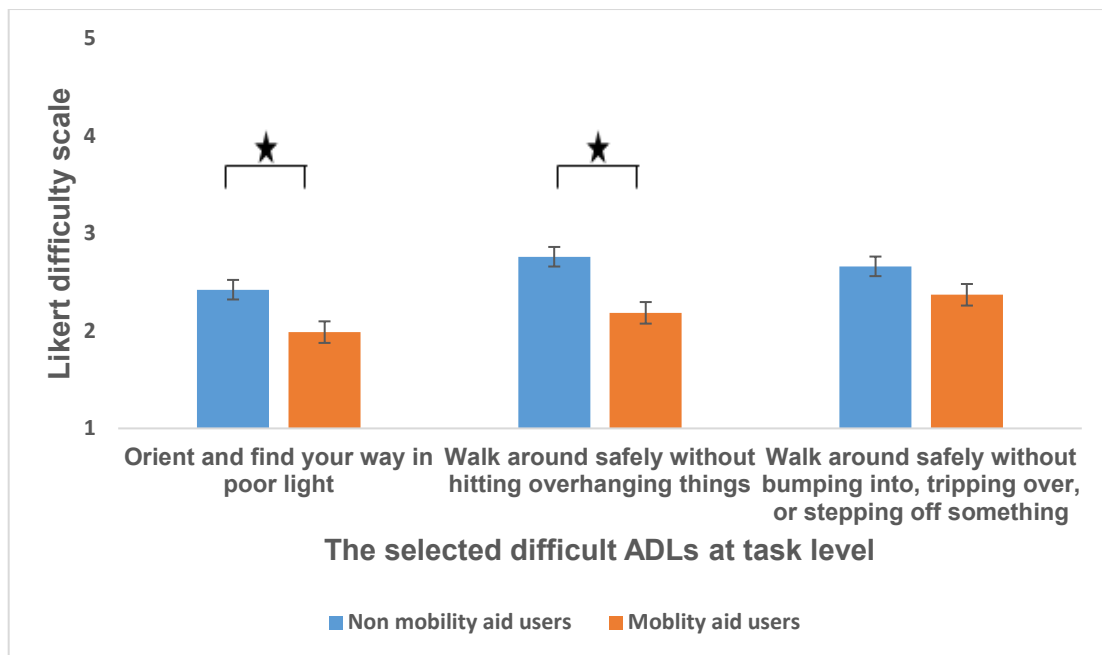 5
4
3
2
1
Likert difficulty scale
Orient and find your way in
poor light
Walk around safely without
hitting overhanging things
Walk around safely without
bumping into, tripping over,
or stepping off something
The selected difficult ADLs at task level
Non mobility aid users
Moblity aid users